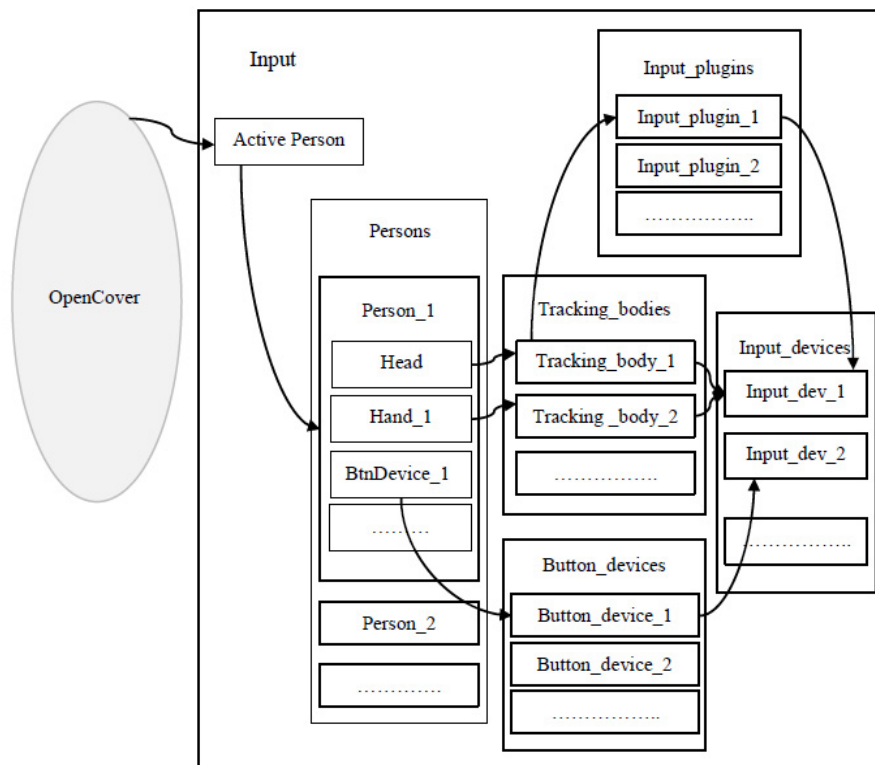 Input
OpenCover
Active Person
Persons
Person_1
Head
Hand_1
BtnDevice_1
………
Person_2
………….
Input_plugins
Input_plugin_1
Input_plugin_2
……………..
Tracking_bodies
Tracking_body_1
Tracking _body_2
…………….
Button_devices
Button_device_1
Button_device_2
……………..
Input_devices
Input_dev_1
Input_dev_2
……………..